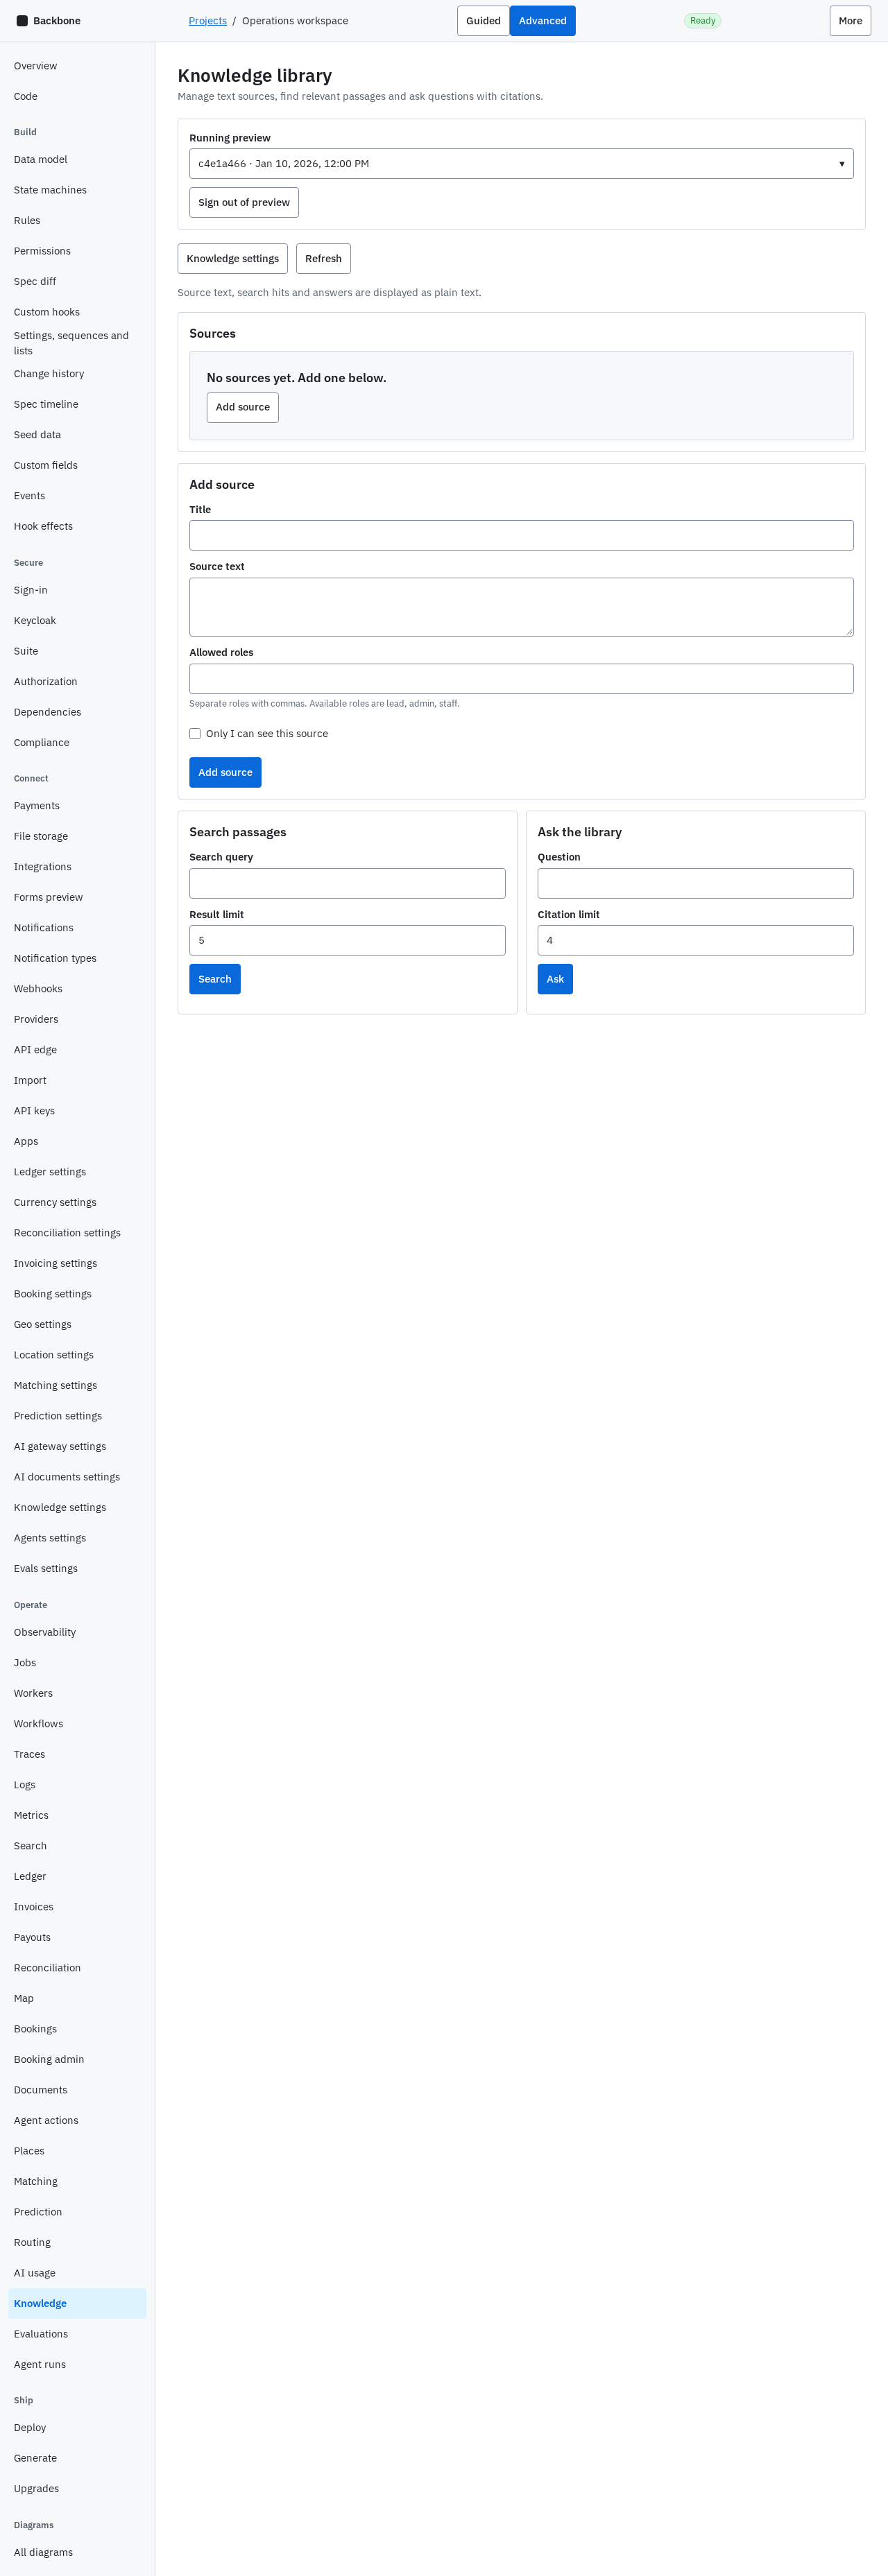 Backbone
Projects / Operations workspace
Guided
Advanced
Ready
More
Overview
Code
Build
Data model
State machines
Rules
Permissions
Spec diff
Custom hooks
Settings, sequences and
lists
Change history
Spec timeline
Seed data
Custom fields
Events
Hook effects
Secure
Sign-in
Keycloak
Suite
Authorization
Dependencies
Compliance
Connect
Payments
File storage
Integrations
Forms preview
Notifications
Notification types
Webhooks
Providers
API edge
Import
API keys
Apps
Ledger settings
Currency settings
Reconciliation settings
Invoicing settings
Booking settings
Geo settings
Location settings
Matching settings
Prediction settings
AI gateway settings
AI documents settings
Knowledge settings
Agents settings
Evals settings
Operate
Observability
Jobs
Workers
Workflows
Traces
Logs
Metrics
Search
Ledger
Invoices
Payouts
Reconciliation
Map
Bookings
Booking admin
Documents
Agent actions
Places
Matching
Prediction
Routing
AI usage
Knowledge
Evaluations
Agent runs
Ship
Deploy
Generate
Upgrades
Diagrams
All diagrams
Knowledge library
Manage text sources, find relevant passages and ask questions with citations.
Running preview
c4e1a466 · Jan 10, 2026, 12:00 PM
Sign out of preview
Knowledge settings
Refresh
Source text, search hits and answers are displayed as plain text.
Sources
No sources yet. Add one below.
Add source
Add source
Title
Source text
Allowed roles
Separate roles with commas. Available roles are lead, admin, staff.
Only I can see this source
Add source
Search passages
Search query
Result limit
5
Search
Ask the library
Question
Citation limit
4
Ask